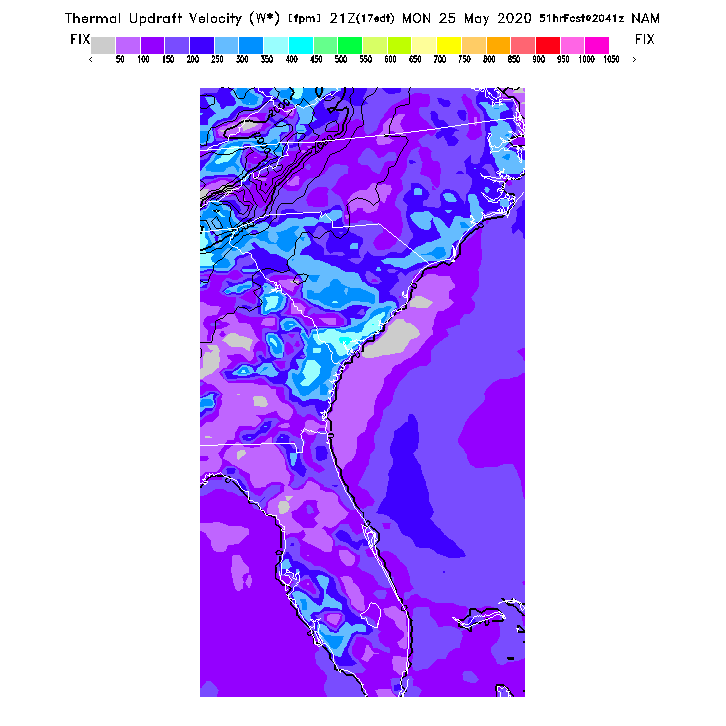 Thermal Updraft Velocity (W*) [fpm] 21Z(17edt) MON 25 May 2020 51hrFcst@2041z NAM
FIX FIX
< 50 100 150 200 250 300 350 400 450 500 550 600 650 700 750 800 850 900 950 1000 1050 >